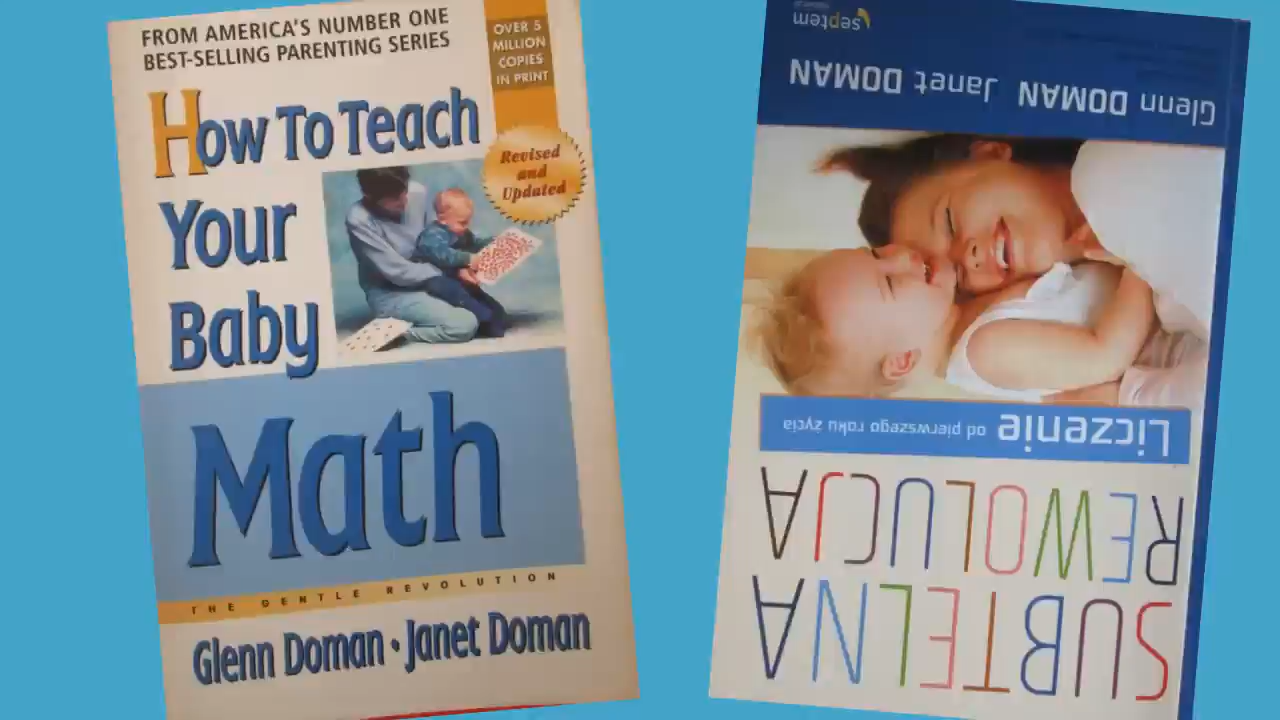 FROM AMERICA'S NUMBER ONE
BEST-SELLING PARENTING SERIES
OVER 5
MILLION
COPIES
IN PRINT
How To Teach
Your
Baby
Revised
and
Updated
Math
THE GENTLE REVOLUTION
Glenn Doman • Janet Doman
SUBTELNA
REWOLUCJA
Liczenie od pierwszego roku życia
Glenn DOMAN Janet DOMAN
septem